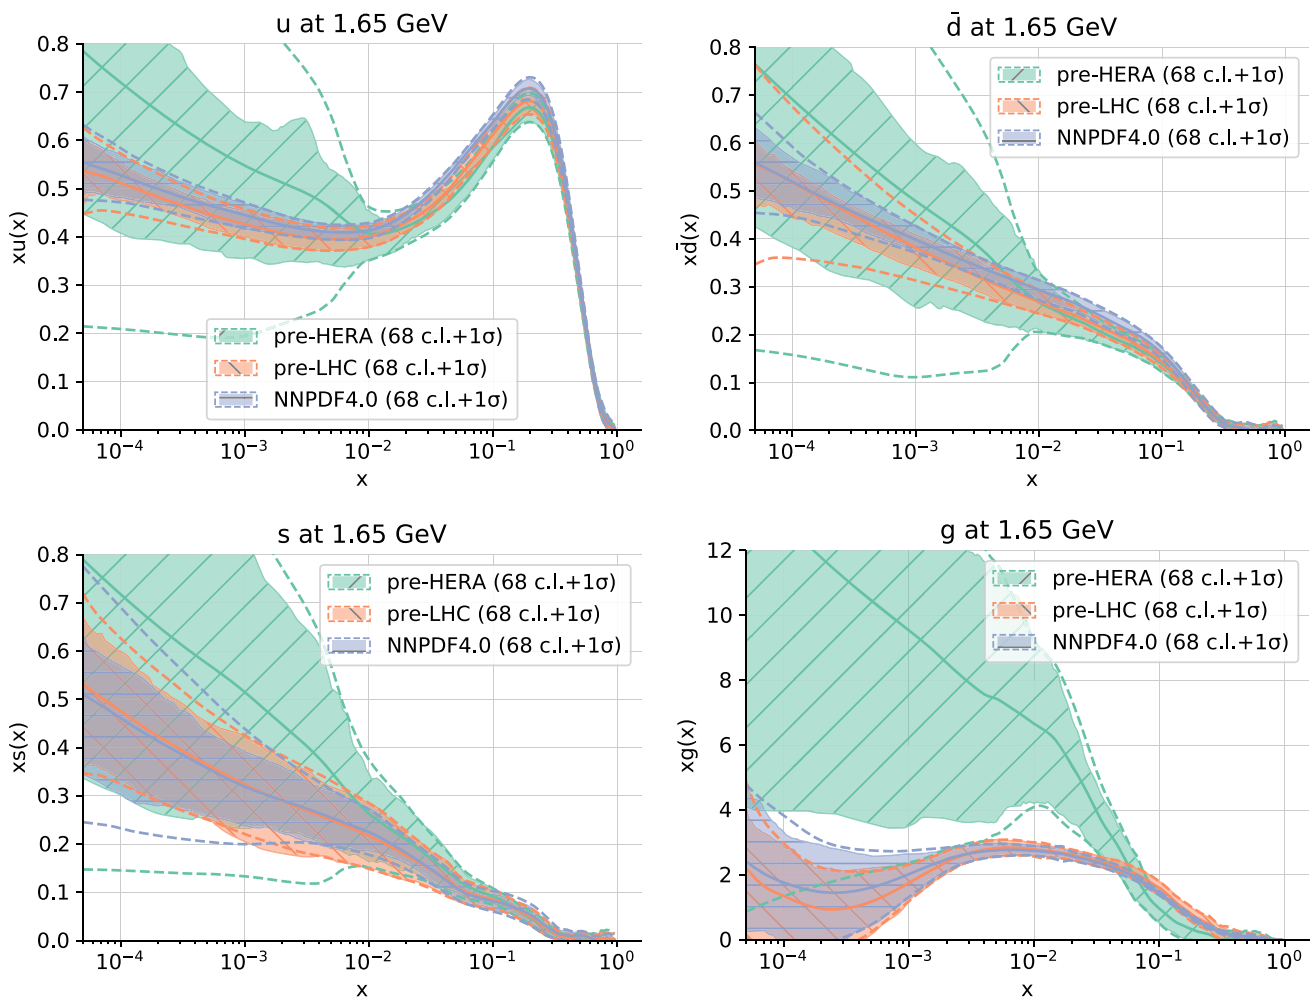 u at 1.65 GeV
0.8
0.7
0.6
0.5
0.4
0.3
0.2
0.1
0.0
xu(x)
pre-HERA (68 c.l.+1σ)
pre-LHC (68 c.l.+1σ)
NNPDF4.0 (68 c.l.+1σ)
10⁻⁴ 10⁻³ 10⁻² 10⁻¹ 10⁰
x
d̄ at 1.65 GeV
0.8
0.7
0.6
0.5
0.4
0.3
0.2
0.1
0.0
xd̄(x)
pre-HERA (68 c.l.+1σ)
pre-LHC (68 c.l.+1σ)
NNPDF4.0 (68 c.l.+1σ)
10⁻⁴ 10⁻³ 10⁻² 10⁻¹ 10⁰
x
s at 1.65 GeV
0.8
0.7
0.6
0.5
0.4
0.3
0.2
0.1
0.0
xs(x)
pre-HERA (68 c.l.+1σ)
pre-LHC (68 c.l.+1σ)
NNPDF4.0 (68 c.l.+1σ)
10⁻⁴ 10⁻³ 10⁻² 10⁻¹ 10⁰
x
g at 1.65 GeV
12
10
8
6
4
2
0
xg(x)
pre-HERA (68 c.l.+1σ)
pre-LHC (68 c.l.+1σ)
NNPDF4.0 (68 c.l.+1σ)
10⁻⁴ 10⁻³ 10⁻² 10⁻¹ 10⁰
x